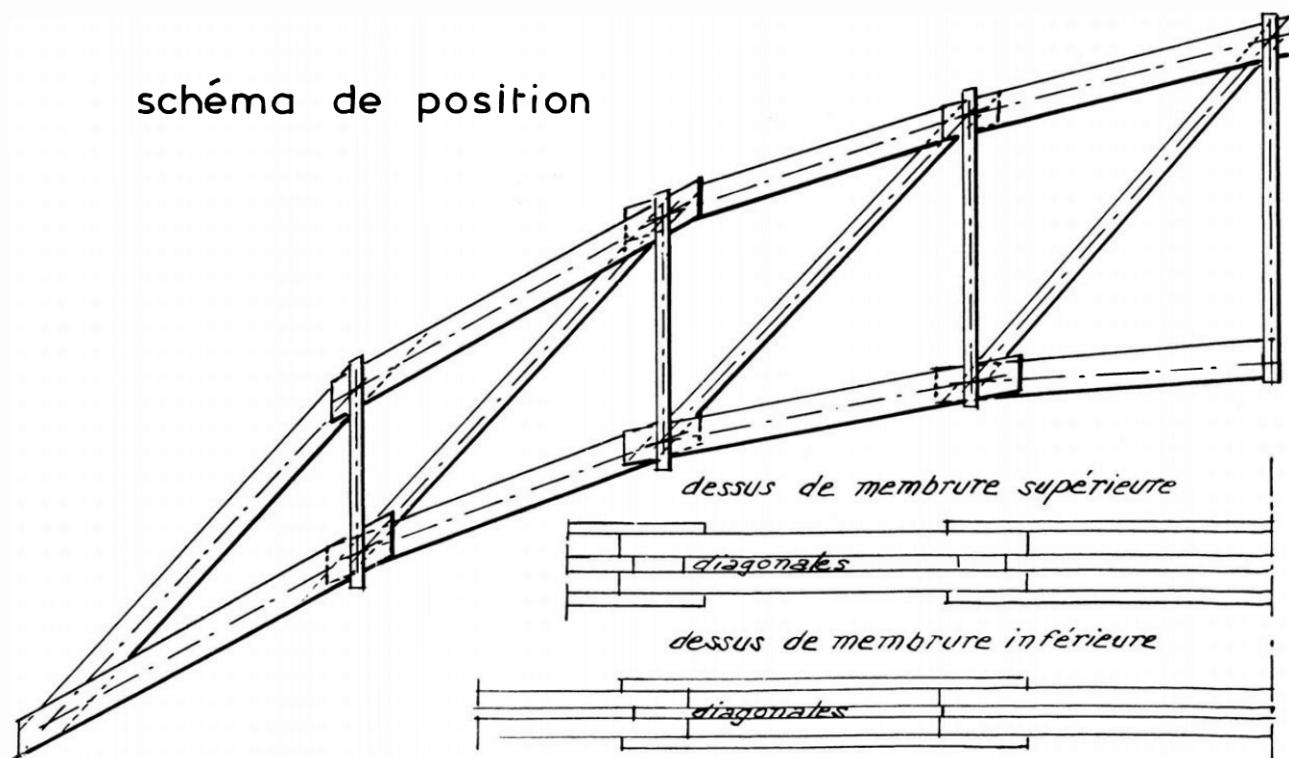 schéma de position
dessus de membrure supérieure
diagonales
dessus de membrure inférieure
diagonales